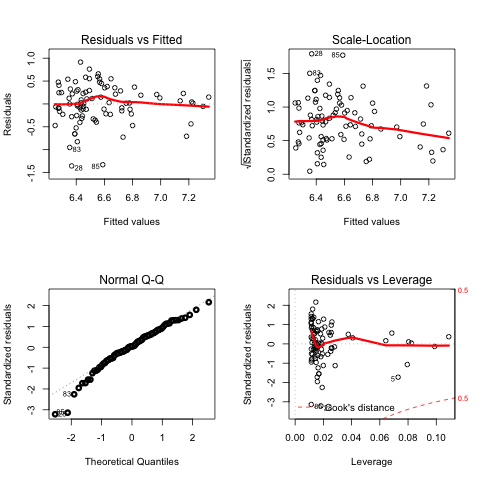 Residuals vs Fitted
Residuals
1.0
0.5
-0.5
-1.5
83
28
85
6.4 6.6 6.8 7.0 7.2
Fitted values
Scale-Location
√|Standardized residuals|
1.5
1.0
0.5
0.0
28
85
83
6.4 6.6 6.8 7.0 7.2
Fitted values
Normal Q-Q
Standardized residuals
2
1
0
-1
-2
-3
83
-2 -1 0 1 2
Theoretical Quantiles
Residuals vs Leverage
Standardized residuals
2
1
0
-1
-2
-3
0.5
0.5
5
Cook's distance
0.00 0.02 0.04 0.06 0.08 0.10
Leverage